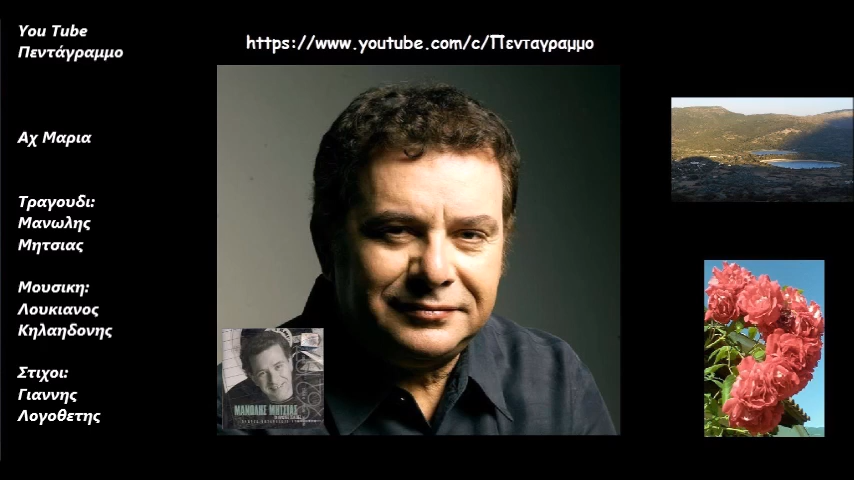 You Tube
Πεντάγραμμο
https://www.youtube.com/c/Πενταγραμμο
Αχ Μαρια
Τραγουδι:
Μανωλης
Μητσιας
Μουσικη:
Λουκιανος
Κηλαηδονης
Στιχοι:
Γιαννης
Λογοθετης
ΜΑΝΩΛΗΣ ΜΗΤΣΙΑΣ